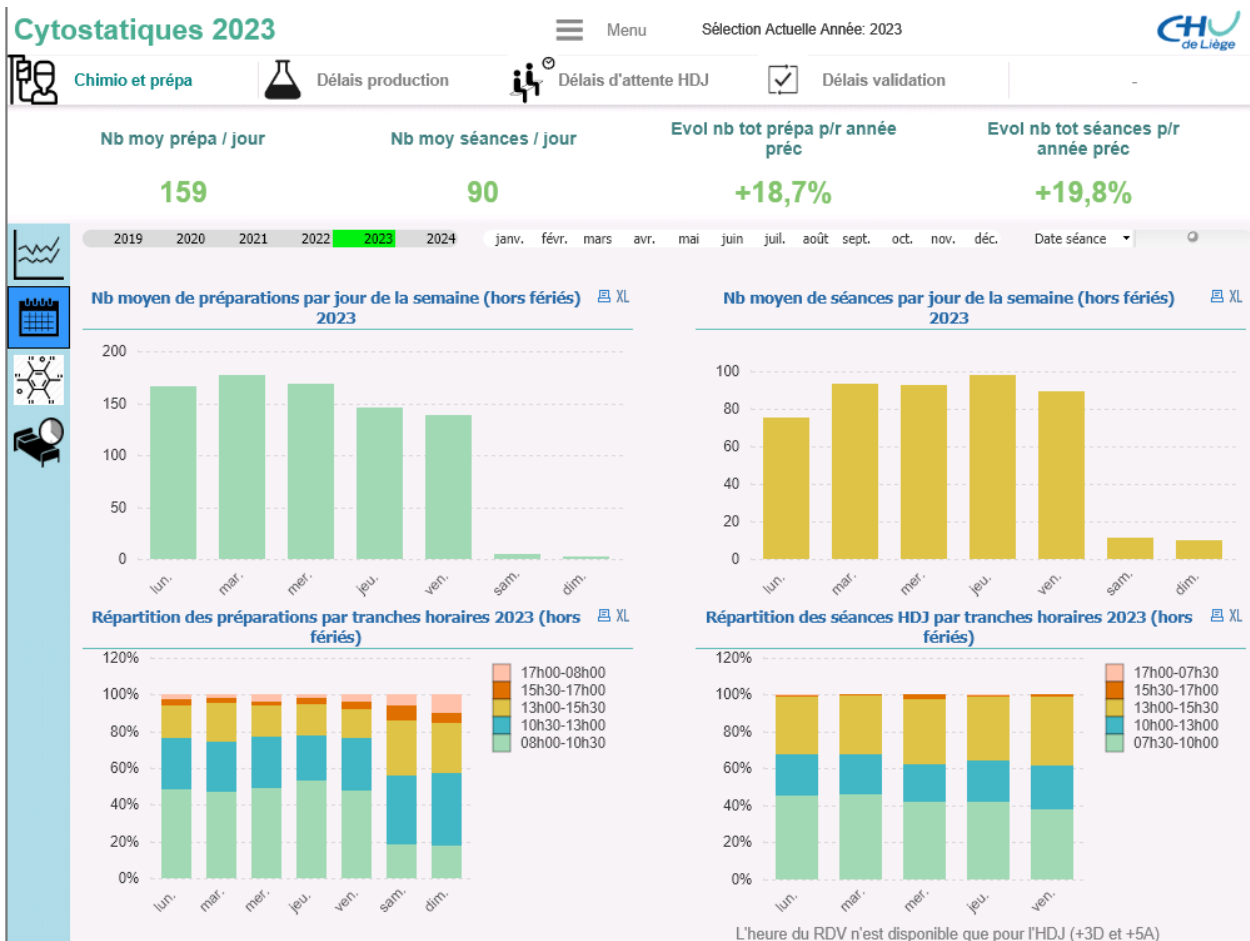 Cytostatiques 2023
Menu
Sélection Actuelle Année: 2023
CHU
de Liège
Chimio et prépa
Délais production
Délais d'attente HDJ
Délais validation
-
Nb moy prépa / jour
Nb moy séances / jour
Evol nb tot prépa p/r année
préc
Evol nb tot séances p/r
année préc
159
90
+18,7%
+19,8%
2019 2020 2021 2022 2023 2024
janv. févr. mars avr. mai juin juil. août sept. oct. nov. déc.
Date séance
Nb moyen de préparations par jour de la semaine (hors fériés)
2023
XL
200
150
100
50
0
lun. mar. mer. jeu. ven. sam. dim.
Nb moyen de séances par jour de la semaine (hors fériés)
2023
XL
100
80
60
40
20
0
lun. mar. mer. jeu. ven. sam. dim.
Répartition des préparations par tranches horaires 2023 (hors
fériés)
XL
120%
100%
80%
60%
40%
20%
0%
lun. mar. mer. jeu. ven. sam. dim.
17h00-08h00
15h30-17h00
13h00-15h30
10h30-13h00
08h00-10h30
Répartition des séances HDJ par tranches horaires 2023 (hors
fériés)
XL
120%
100%
80%
60%
40%
20%
0%
lun. mar. mer. jeu. ven.
17h00-07h30
15h30-17h00
13h00-15h30
10h00-13h00
07h30-10h00
L'heure du RDV n'est disponible que pour l'HDJ (+3D et +5A)